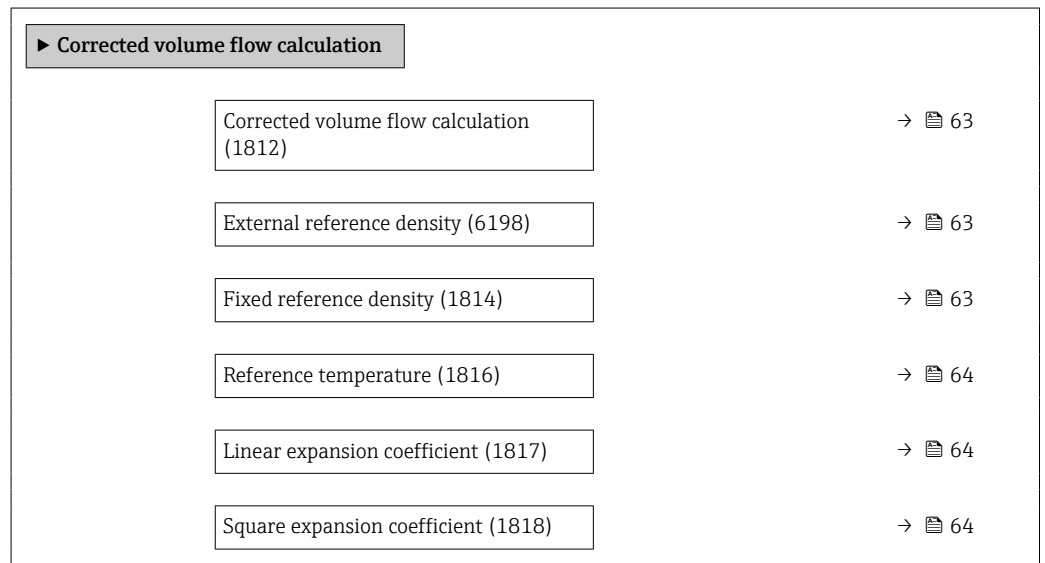 ▶ Corrected volume flow calculation
Corrected volume flow calculation → 63
(1812)
External reference density (6198) → 63
Fixed reference density (1814) → 63
Reference temperature (1816) → 64
Linear expansion coefficient (1817) → 64
Square expansion coefficient (1818) → 64